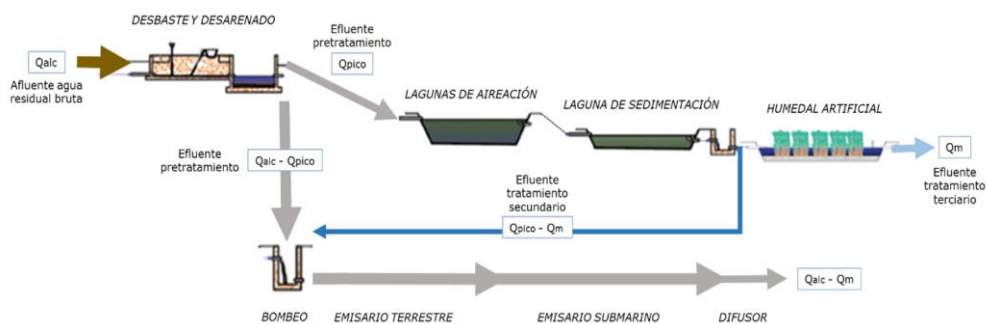 DESBASTE Y DESARENADO
Qalc
Afluente agua
residual bruta
Efluente
pretratamiento
Qpico
LAGUNAS DE AIREACIÓN
LAGUNA DE SEDIMENTACIÓN
HUMEDAL ARTIFICIAL
Qm
Efluente
tratamiento
terciario
Efluente
pretratamiento
Qalc - Qpico
Efluente
tratamiento
secundario
Qpico - Qm
Qalc - Qm
BOMBEO
EMISARIO TERRESTRE
EMISARIO SUBMARINO
DIFUSOR